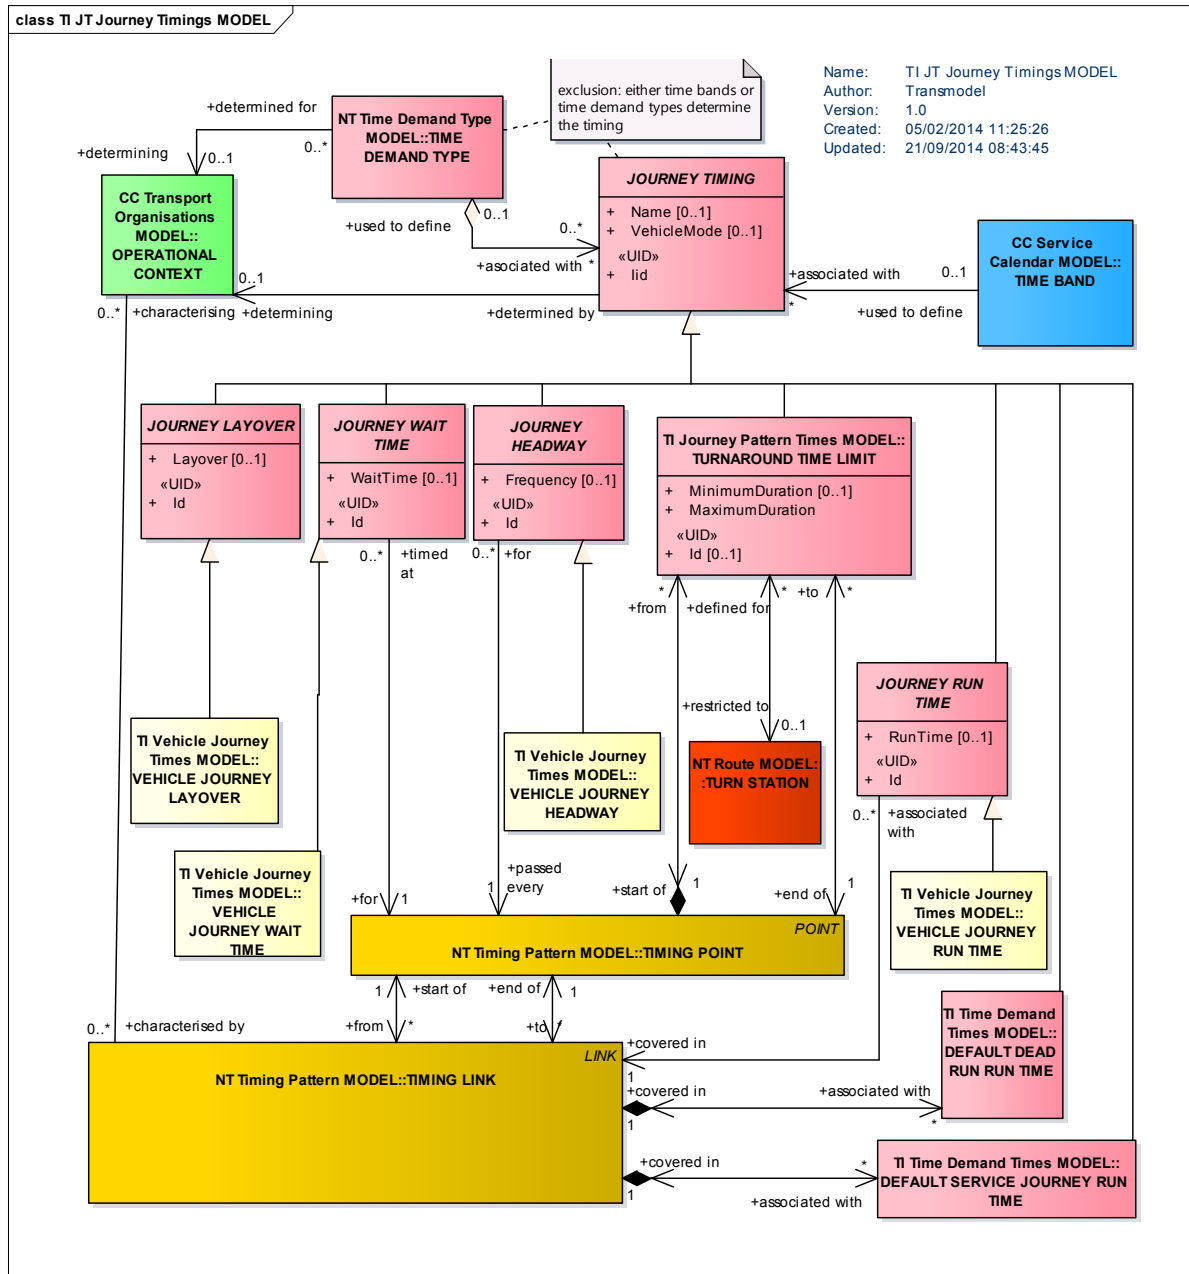 class TI JT Journey Timings MODEL
Name: TI JT Journey Timings MODEL
Author: Transmodel
Version: 1.0
Created: 05/02/2014 11:25:26
Updated: 21/09/2014 08:43:45
exclusion: either time bands or
time demand types determine
the timing
+determined for
0..*
NT Time Demand Type
MODEL::TIME
DEMAND TYPE
+determining
0..1
CC Transport
Organisations
MODEL::
OPERATIONAL
CONTEXT
JOURNEY TIMING
+ Name [0..1]
+ VehicleMode [0..1]
«UID»
+ Iid
+used to define
0..1
0..*
+asociated with
*
CC Service
Calendar MODEL::
TIME BAND
+associated with
0..1
*
+used to define
0..1
0..*
+characterising
+determining
+determined by
JOURNEY LAYOVER
+ Layover [0..1]
«UID»
+ Id
JOURNEY WAIT
TIME
+ WaitTime [0..1]
«UID»
+ Id
JOURNEY
HEADWAY
+ Frequency [0..1]
«UID»
+ Id
TI Journey Pattern Times MODEL::
TURNAROUND TIME LIMIT
+ MinimumDuration [0..1]
+ MaximumDuration
«UID»
+ Id [0..1]
0..*
+timed
at
0..*
+for
*
+from
+defined for
*
+to
*
JOURNEY RUN
TIME
+ RunTime [0..1]
«UID»
+ Id
+restricted to
0..1
TI Vehicle Journey
Times MODEL::
VEHICLE JOURNEY
LAYOVER
TI Vehicle Journey
Times MODEL::
VEHICLE JOURNEY
HEADWAY
NT Route MODEL:
:TURN STATION
0..*
+associated
with
TI Vehicle Journey
Times MODEL::
VEHICLE
JOURNEY WAIT
TIME
TI Vehicle Journey
Times MODEL::
VEHICLE JOURNEY
RUN TIME
+for
1
+passed
every
1
+start of
1
+end of
1
POINT
NT Timing Pattern MODEL::TIMING POINT
1
+start of
+end of
1
+from
*
+to
*
0..*
+characterised by
LINK
NT Timing Pattern MODEL::TIMING LINK
+covered in
1
TI Time Demand
Times MODEL::
DEFAULT DEAD
RUN RUN TIME
+covered in
1
+associated with
*
+covered in
1
*
+associated with
TI Time Demand Times MODEL::
DEFAULT SERVICE JOURNEY RUN
TIME